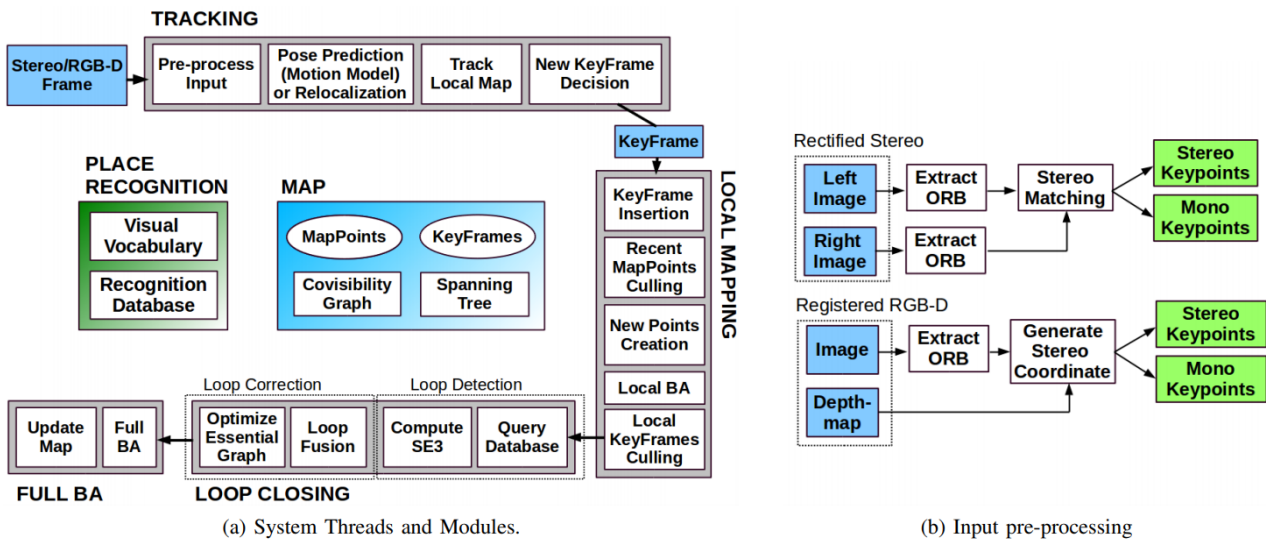 TRACKING
Stereo/RGB-D
Frame
Pre-process
Input
Pose Prediction
(Motion Model)
or Relocalization
Track
Local Map
New KeyFrame
Decision
KeyFrame
PLACE
RECOGNITION
Visual
Vocabulary
Recognition
Database
MAP
MapPoints
KeyFrames
Covisibility
Graph
Spanning
Tree
LOCAL MAPPING
KeyFrame
Insertion
Recent
MapPoints
Culling
New Points
Creation
Local BA
Local
KeyFrames
Culling
Loop Correction
Loop Detection
Update
Map
Full
BA
Optimize
Essential
Graph
Loop
Fusion
Compute
SE3
Query
Database
FULL BA
LOOP CLOSING
(a) System Threads and Modules.
Rectified Stereo
Left
Image
Extract
ORB
Stereo
Matching
Stereo
Keypoints
Mono
Keypoints
Right
Image
Extract
ORB
Registered RGB-D
Image
Extract
ORB
Generate
Stereo
Coordinate
Stereo
Keypoints
Mono
Keypoints
Depth-
map
(b) Input pre-processing